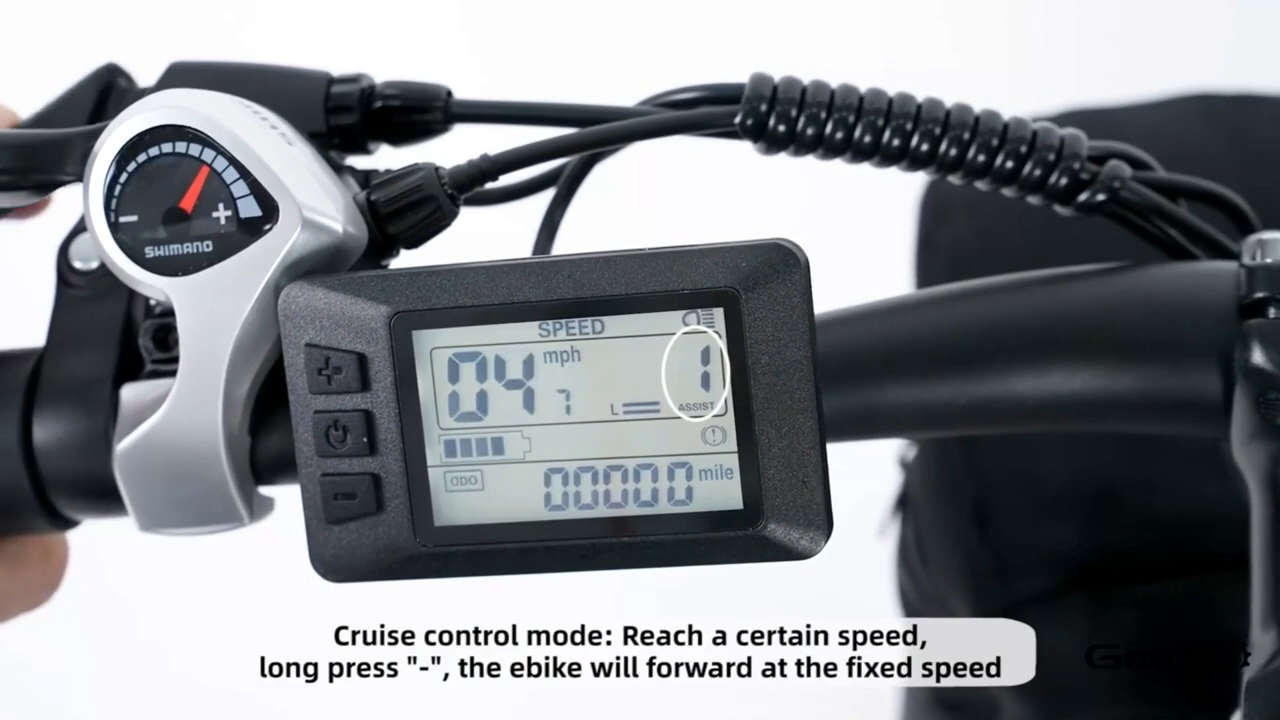 SHIMANO
SPEED
04 mph
7
L
1
ASSIST
ODO
00000 mile
Cruise control mode: Reach a certain speed,
long press "-", the ebike will forward at the fixed speed